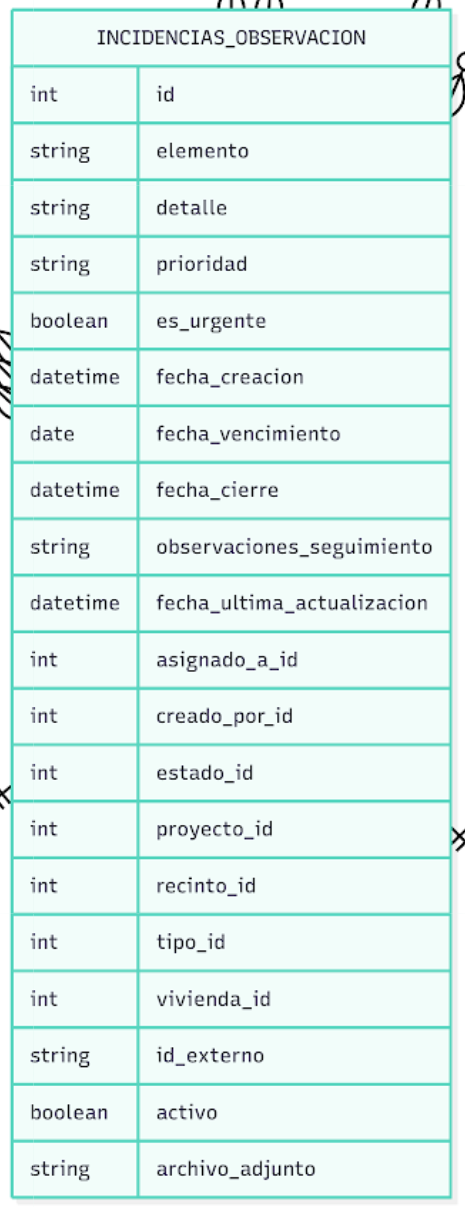 INCIDENCIAS_OBSERVACION
int id
string elemento
string detalle
string prioridad
boolean es_urgente
datetime fecha_creacion
date fecha_vencimiento
datetime fecha_cierre
string observaciones_seguimiento
datetime fecha_ultima_actualizacion
int asignado_a_id
int creado_por_id
int estado_id
int proyecto_id
int recinto_id
int tipo_id
int vivienda_id
string id_externo
boolean activo
string archivo_adjunto